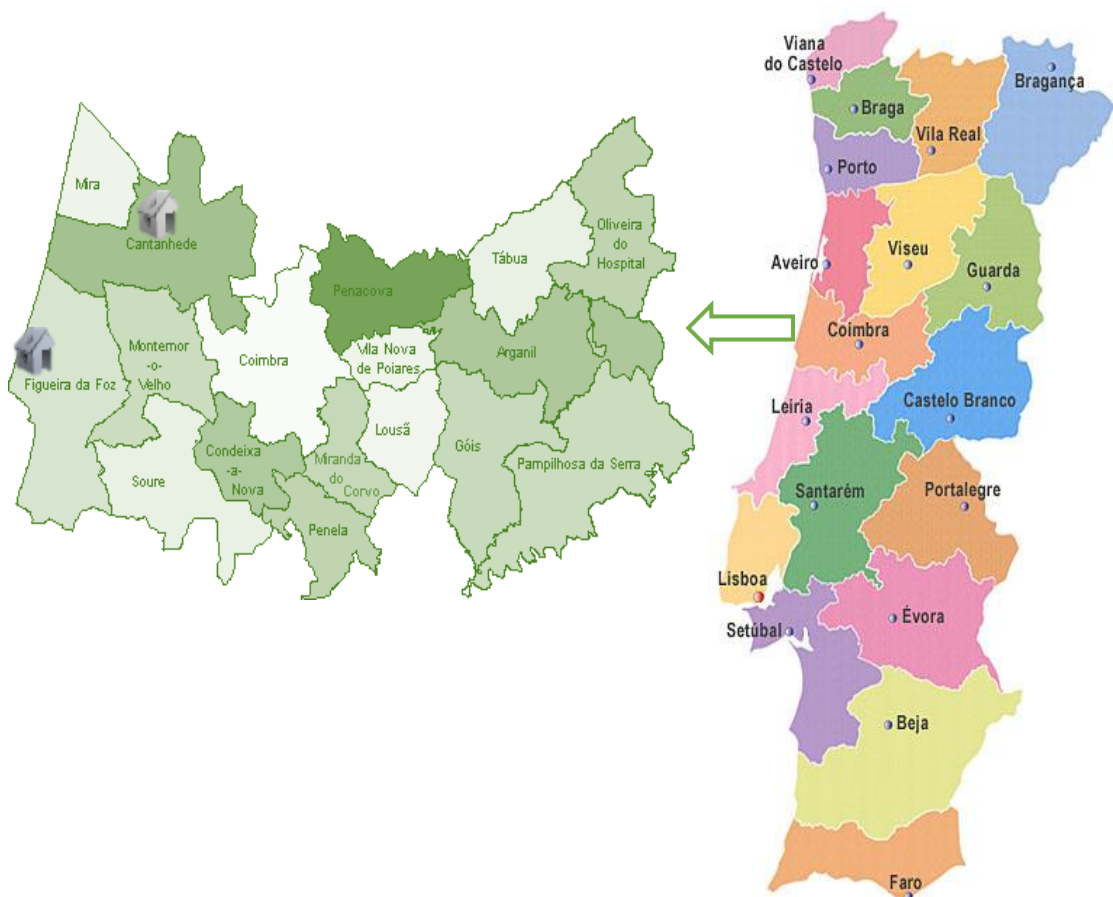 Mira
Cantanhede
Figueira da Foz
Montemor
-o-
Velho
Coimbra
Soure
Condeixa
-a-
-Nova
Penela
Miranda
do
Corvo
Lousã
Vila Nova
de Poiares
Penacova
Tábua
Oliveira
do
Hospital
Arganil
Góis
Pampilhosa da Serra
Viana
do Castelo
Braga
Vila Real
Bragança
Porto
Aveiro
Viseu
Guarda
Coimbra
Leiria
Castelo Branco
Santarém
Portalegre
Lisboa
Setúbal
Évora
Beja
Faro